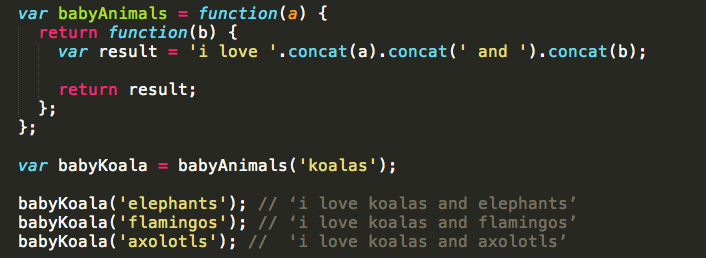 var babyAnimals = function(a) {
  return function(b) {
    var result = 'i love '.concat(a).concat(' and ').concat(b);

    return result;
  };
};

var babyKoala = babyAnimals('koalas');

babyKoala('elephants'); // ‘i love koalas and elephants’
babyKoala('flamingos'); // ‘i love koalas and flamingos’
babyKoala('axolotls'); //  'i love koalas and axolotls’